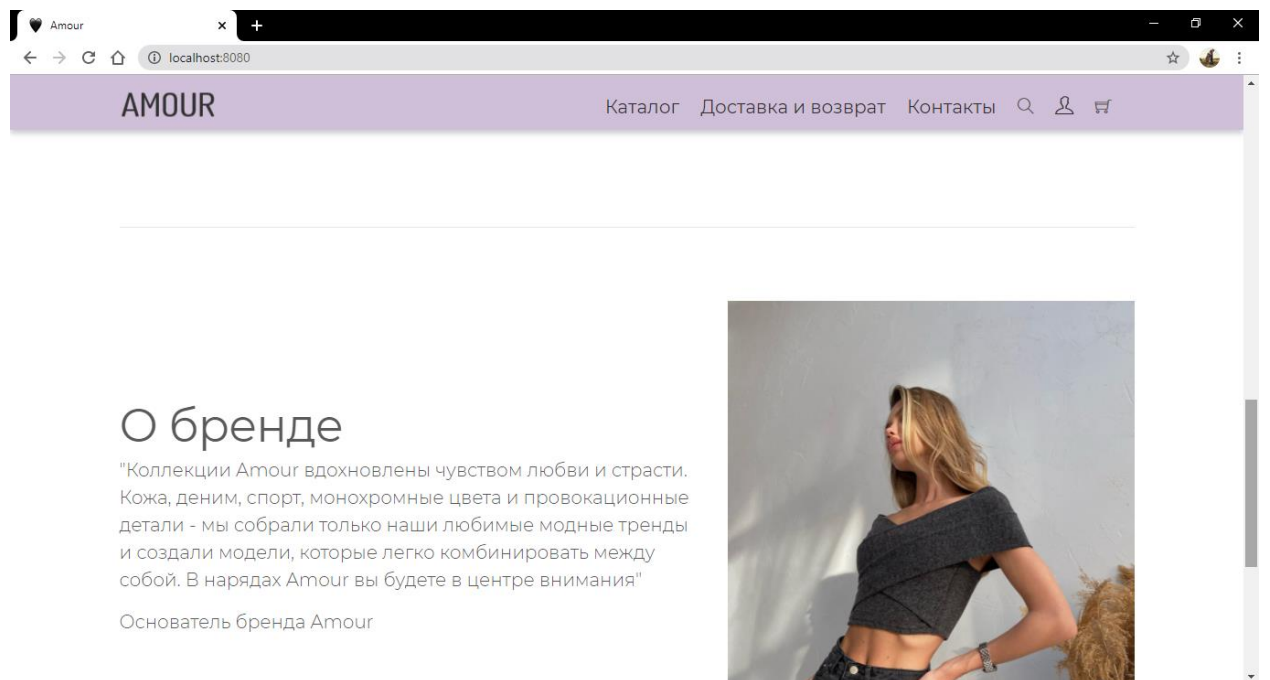 Amour
localhost:8080
AMOUR
Каталог Доставка и возврат Контакты
О бренде
"Коллекции Amour вдохновлены чувством любви и страсти.
Кожа, деним, спорт, монохромные цвета и провокационные
детали - мы собрали только наши любимые модные тренды
и создали модели, которые легко комбинировать между
собой. В нарядах Amour вы будете в центре внимания"
Основатель бренда Amour